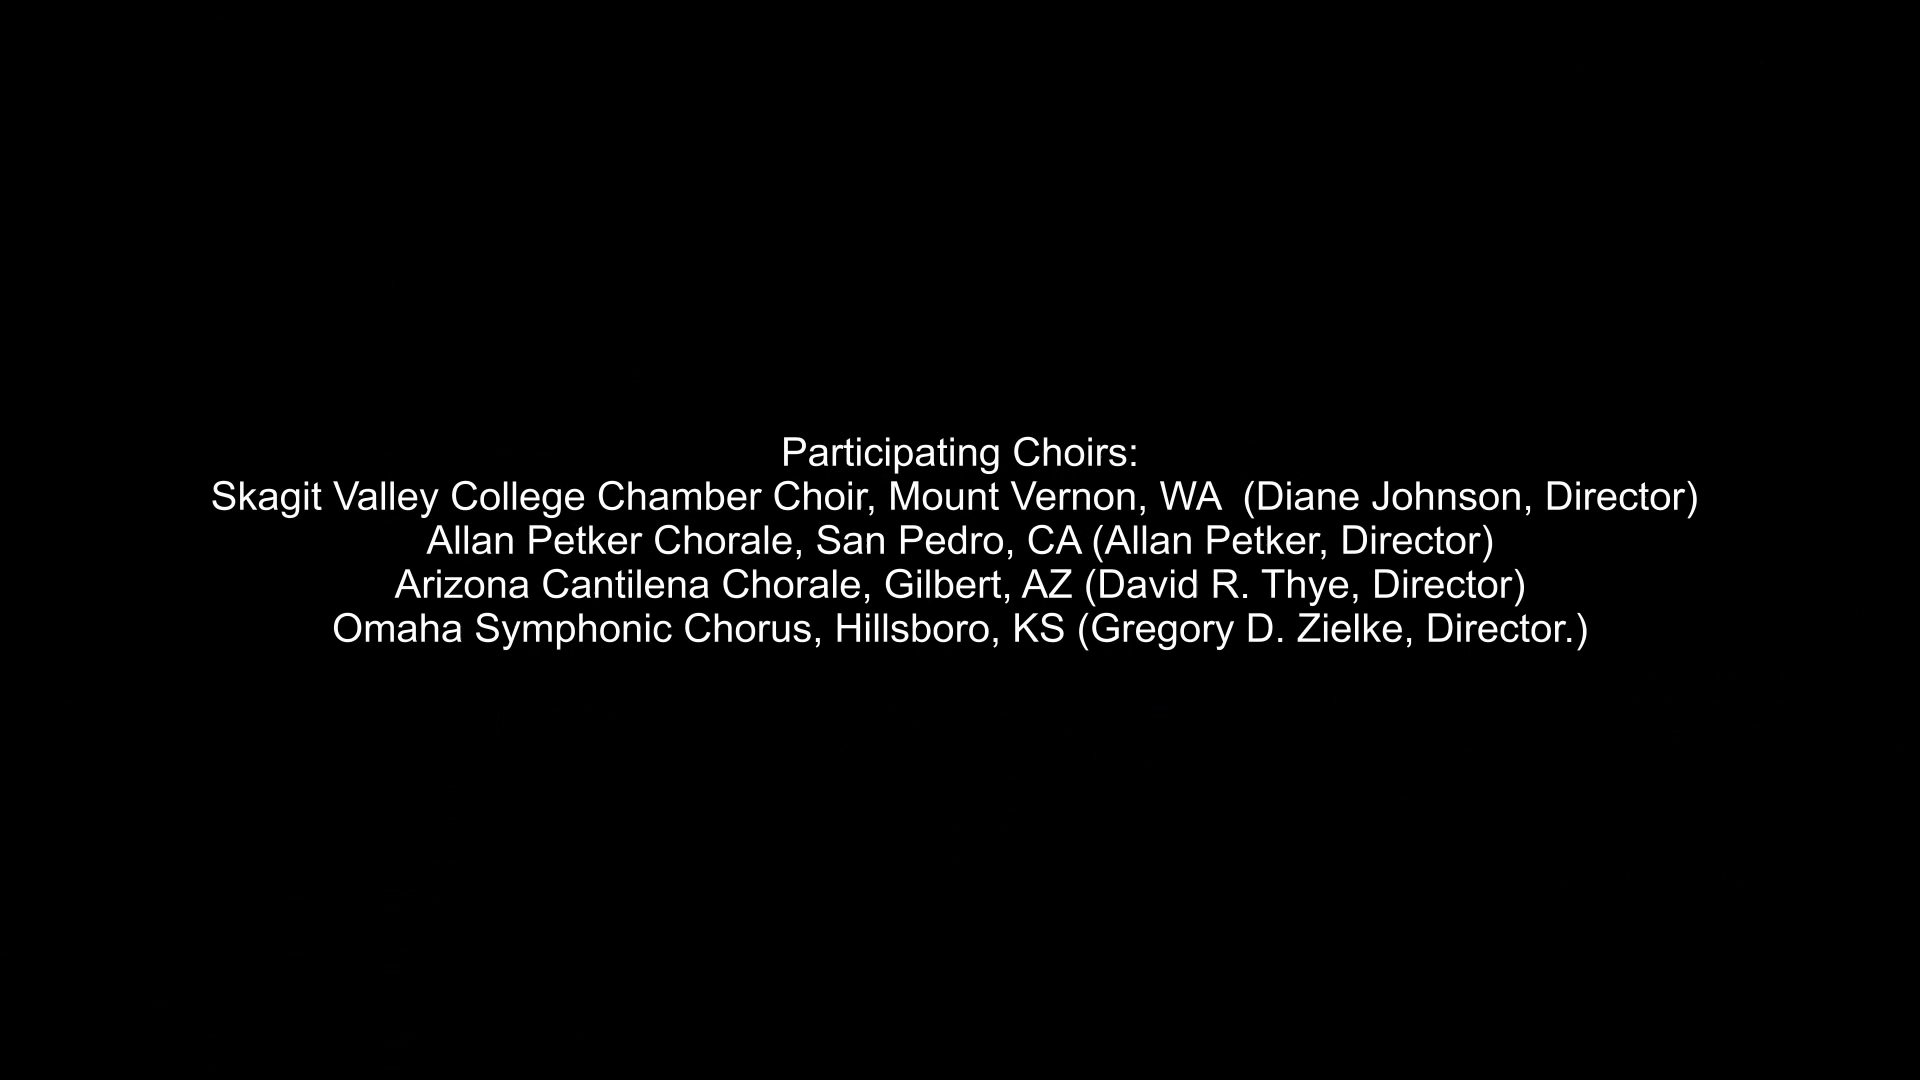 Participating Choirs:
Skagit Valley College Chamber Choir, Mount Vernon, WA  (Diane Johnson, Director)
Allan Petker Chorale, San Pedro, CA (Allan Petker, Director)
Arizona Cantilena Chorale, Gilbert, AZ (David R. Thye, Director)
Omaha Symphonic Chorus, Hillsboro, KS (Gregory D. Zielke, Director.)